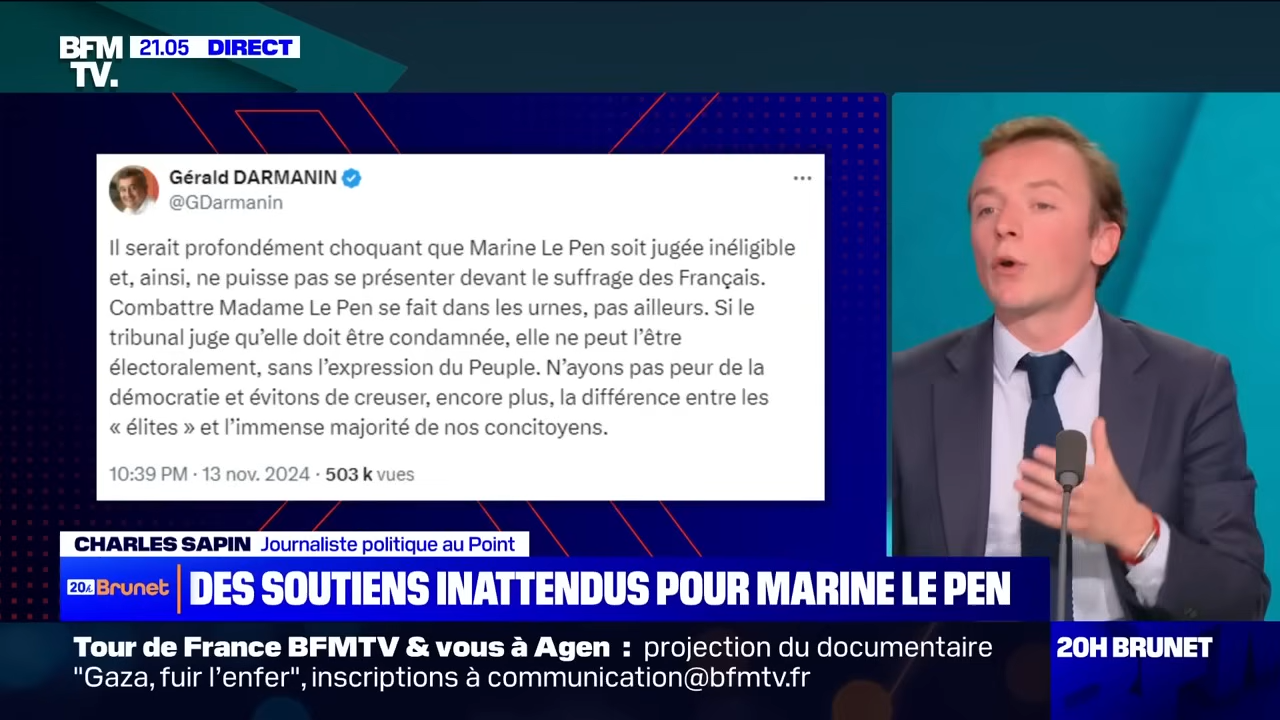 BFM
TV.
21.05 DIRECT
Gérald DARMANIN
@GDarmanin
Il serait profondément choquant que Marine Le Pen soit jugée inéligible
et, ainsi, ne puisse pas se présenter devant le suffrage des Français.
Combattre Madame Le Pen se fait dans les urnes, pas ailleurs. Si le
tribunal juge qu’elle doit être condamnée, elle ne peut l’être
électoralement, sans l’expression du Peuple. N’ayons pas peur de la
démocratie et évitons de creuser, encore plus, la différence entre les
« élites » et l’immense majorité de nos concitoyens.
10:39 PM · 13 nov. 2024 · 503 k vues
CHARLES SAPIN Journaliste politique au Point
20h Brunet DES SOUTIENS INATTENDUS POUR MARINE LE PEN
Tour de France BFMTV & vous à Agen : projection du documentaire
"Gaza, fuir l’enfer", inscriptions à communication@bfmtv.fr
20H BRUNET